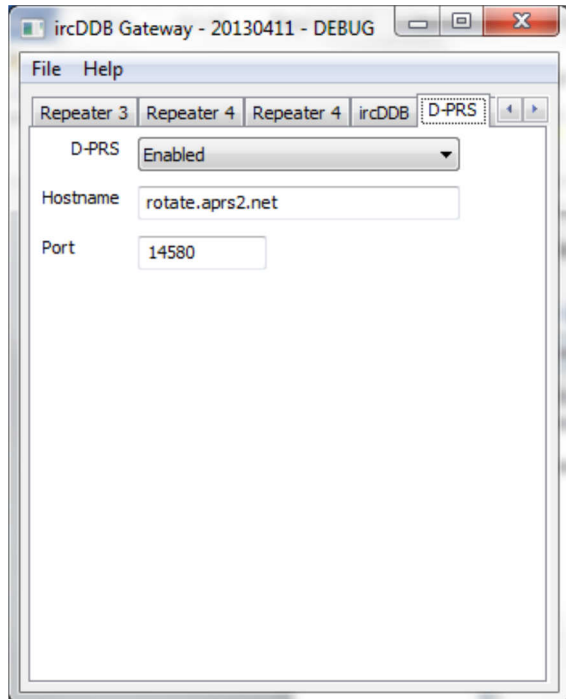 ircDDB Gateway - 20130411 - DEBUG
File Help
Repeater 3 Repeater 4 Repeater 4 ircDDB D-PRS
D-PRS Enabled
Hostname rotate.aprs2.net
Port 14580